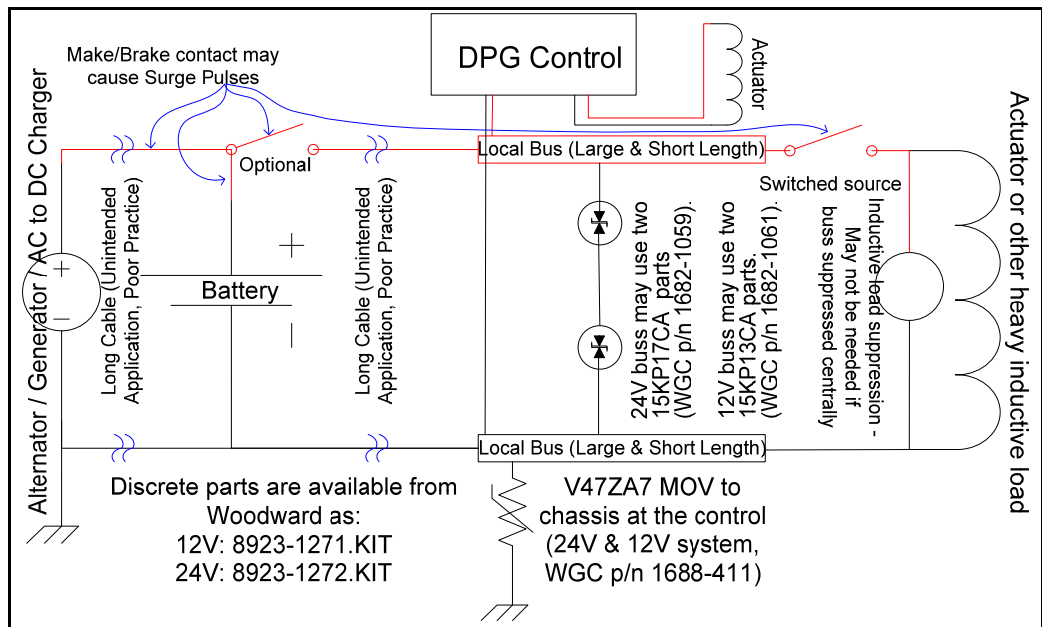 Make/Brake contact may
cause Surge Pulses
DPG Control
Actuator
Alternator / Generator / AC to DC Charger
Optional
Local Bus (Large & Short Length)
Switched source
Long Cable (Unintended
Application, Poor Practice)
Battery
Long Cable (Unintended
Application, Poor Practice)
24V buss may use two
15KP17CA parts
(WGC p/n 1682-1059).
12V buss may use two
15KP13CA parts.
(WGC p/n 1682-1061).
Inductive load suppression -
May not be needed if
buss suppressed centrally
Actuator or other heavy inductive load
Local Bus (Large & Short Length)
Discrete parts are available from
Woodward as:
12V: 8923-1271.KIT
24V: 8923-1272.KIT
V47ZA7 MOV to
chassis at the control
(24V & 12V system,
WGC p/n 1688-411)